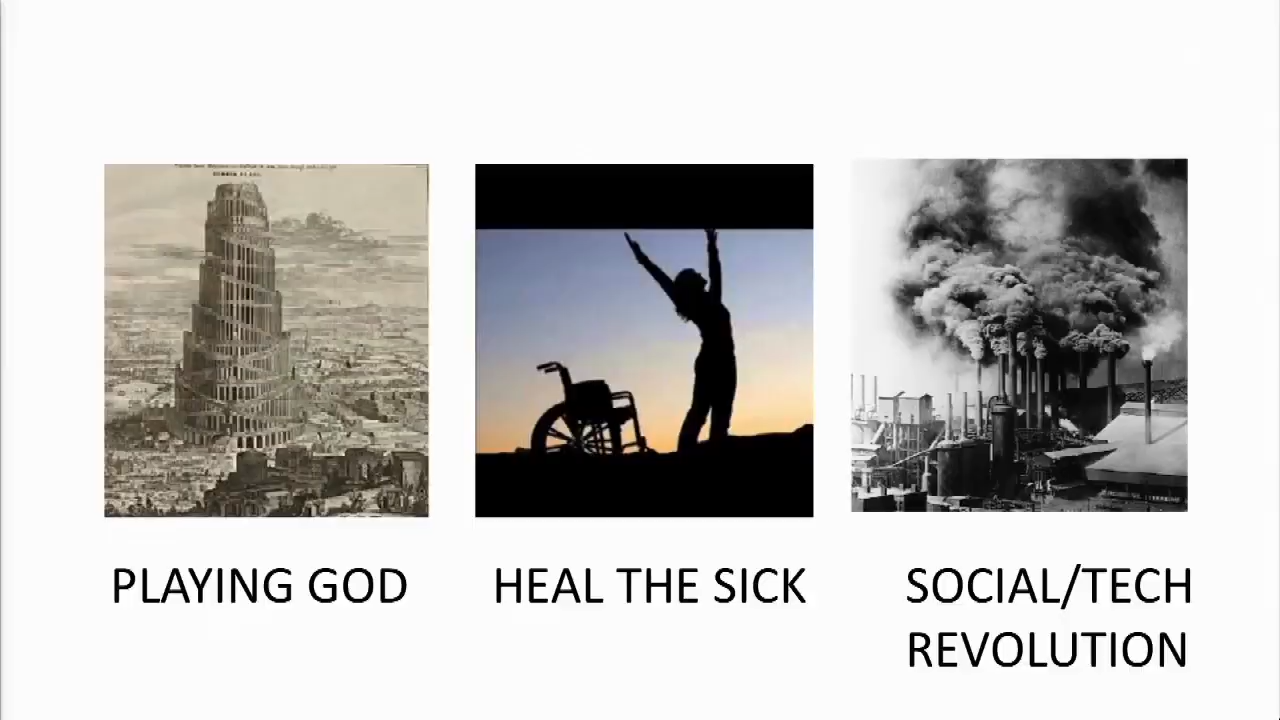 PLAYING GOD
HEAL THE SICK
SOCIAL/TECH
REVOLUTION